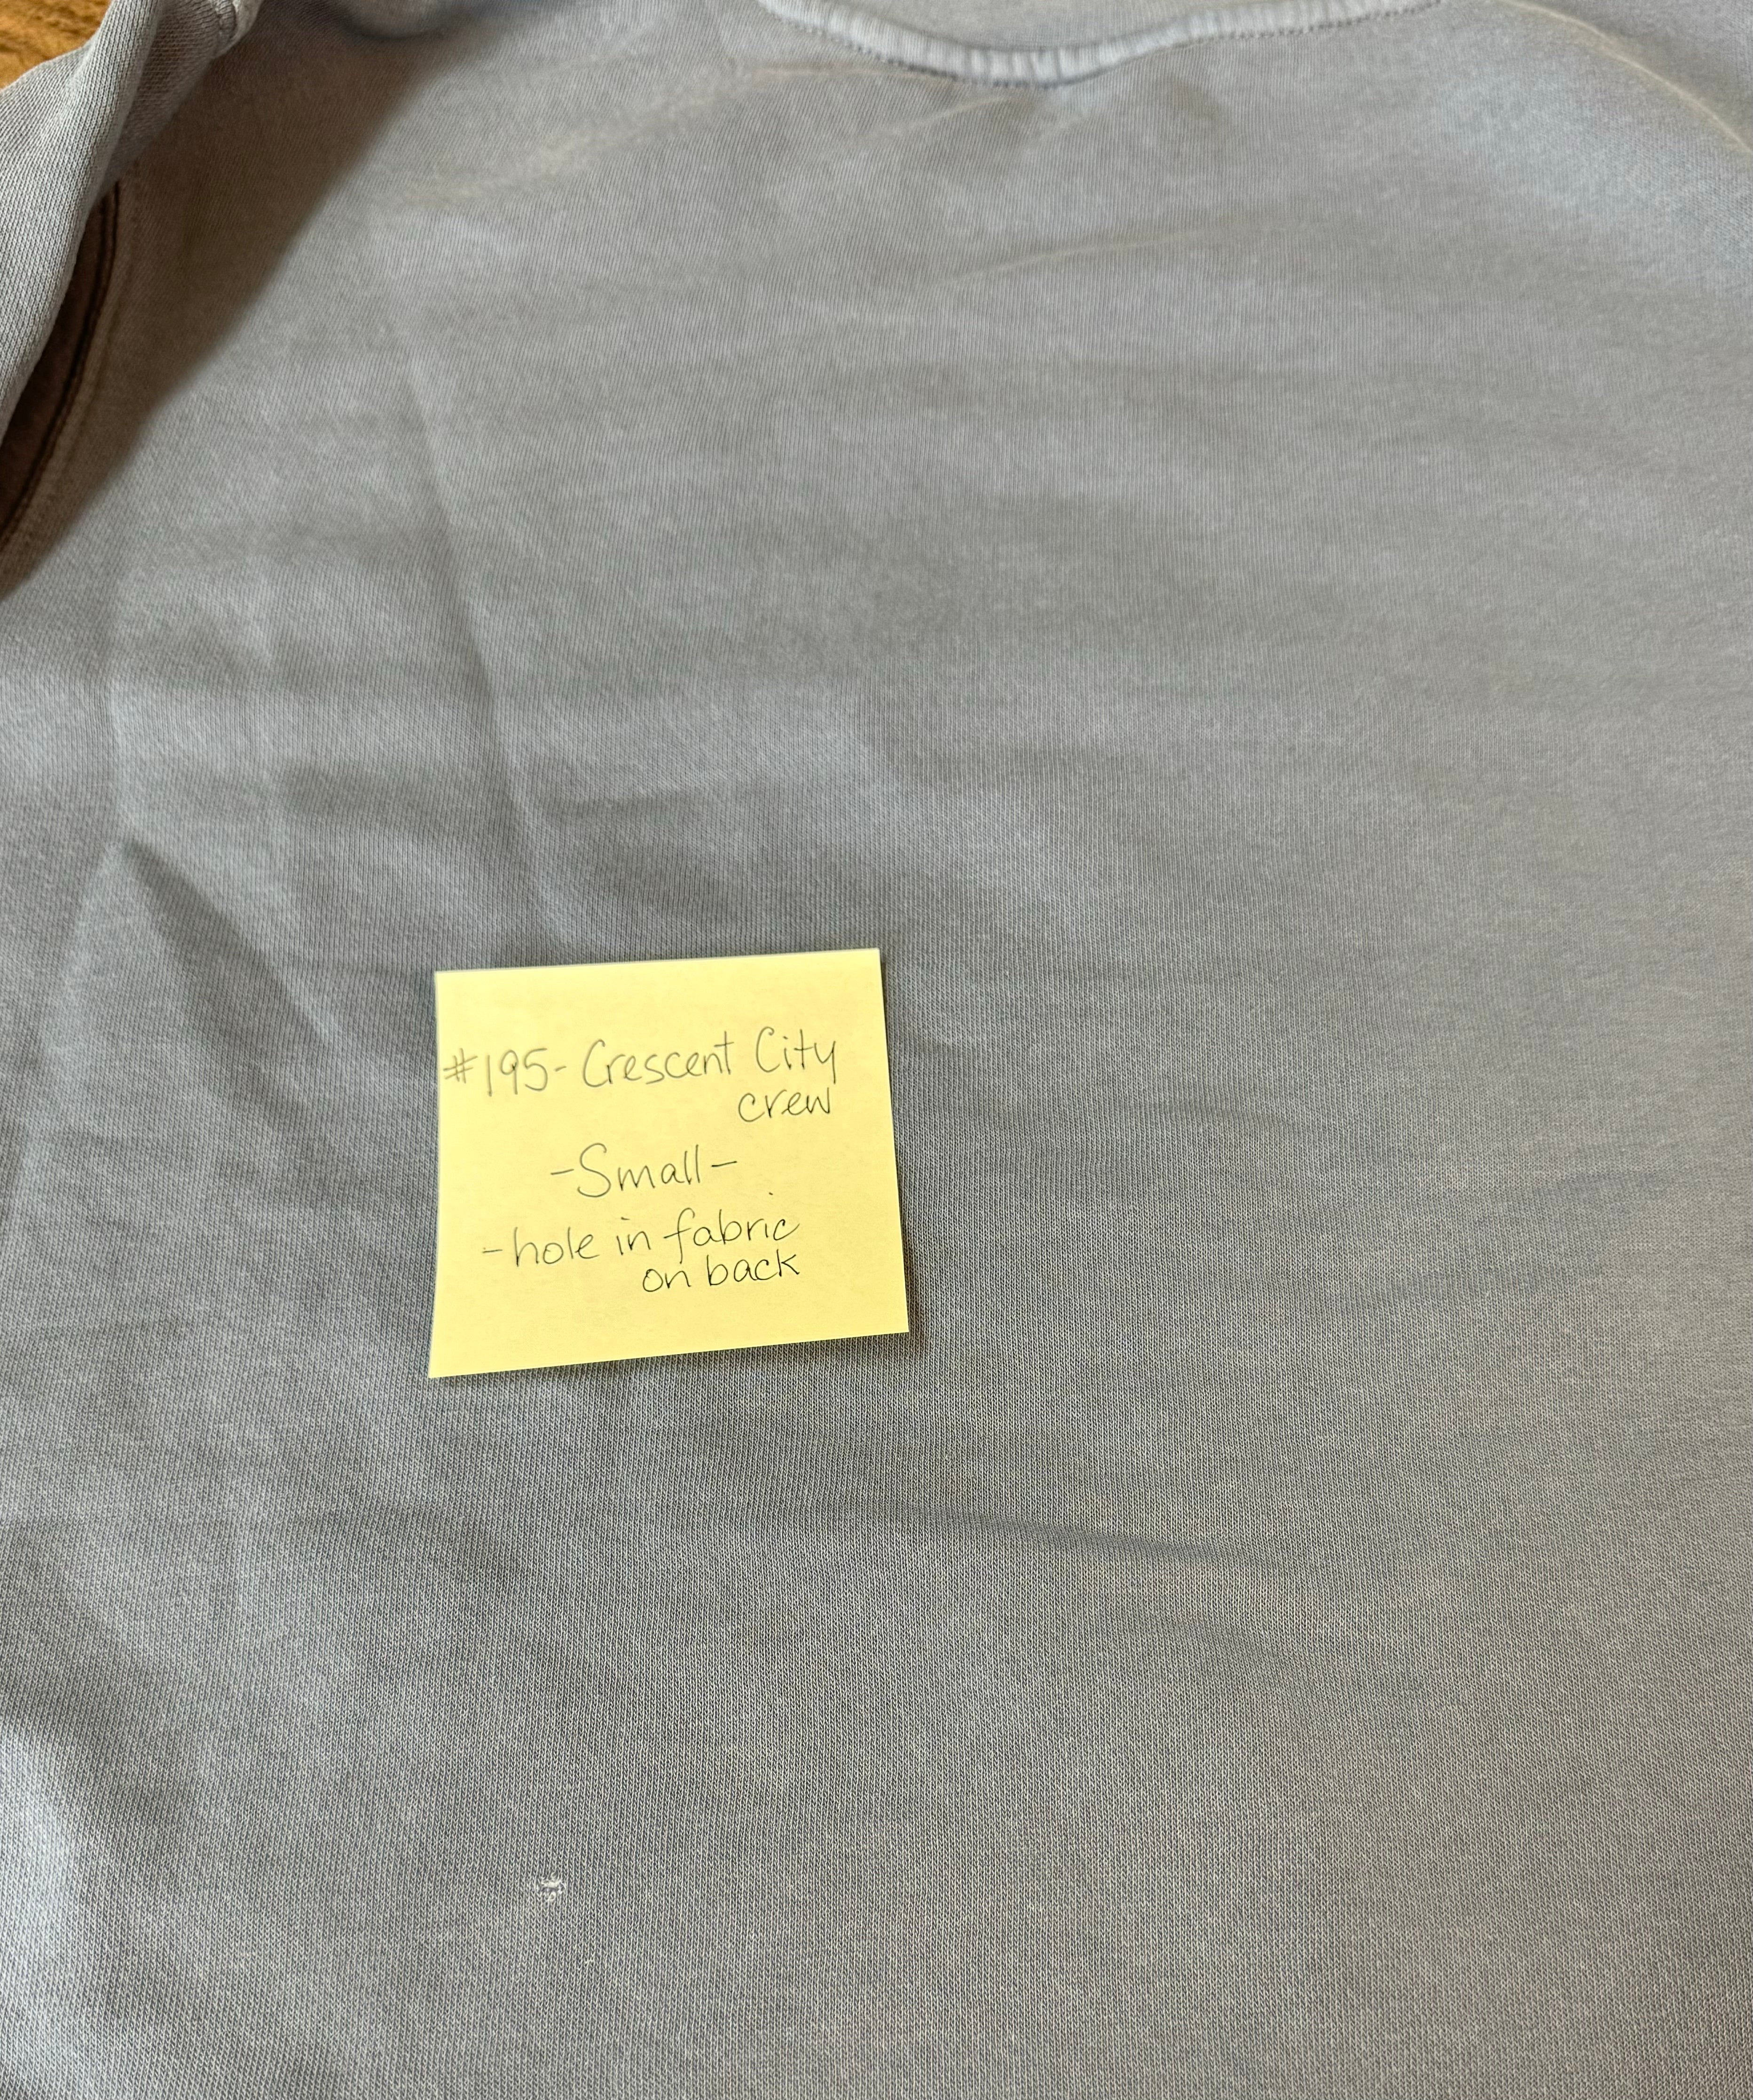 #195- Crescent City
crew
-Small-
-hole in fabric
on back